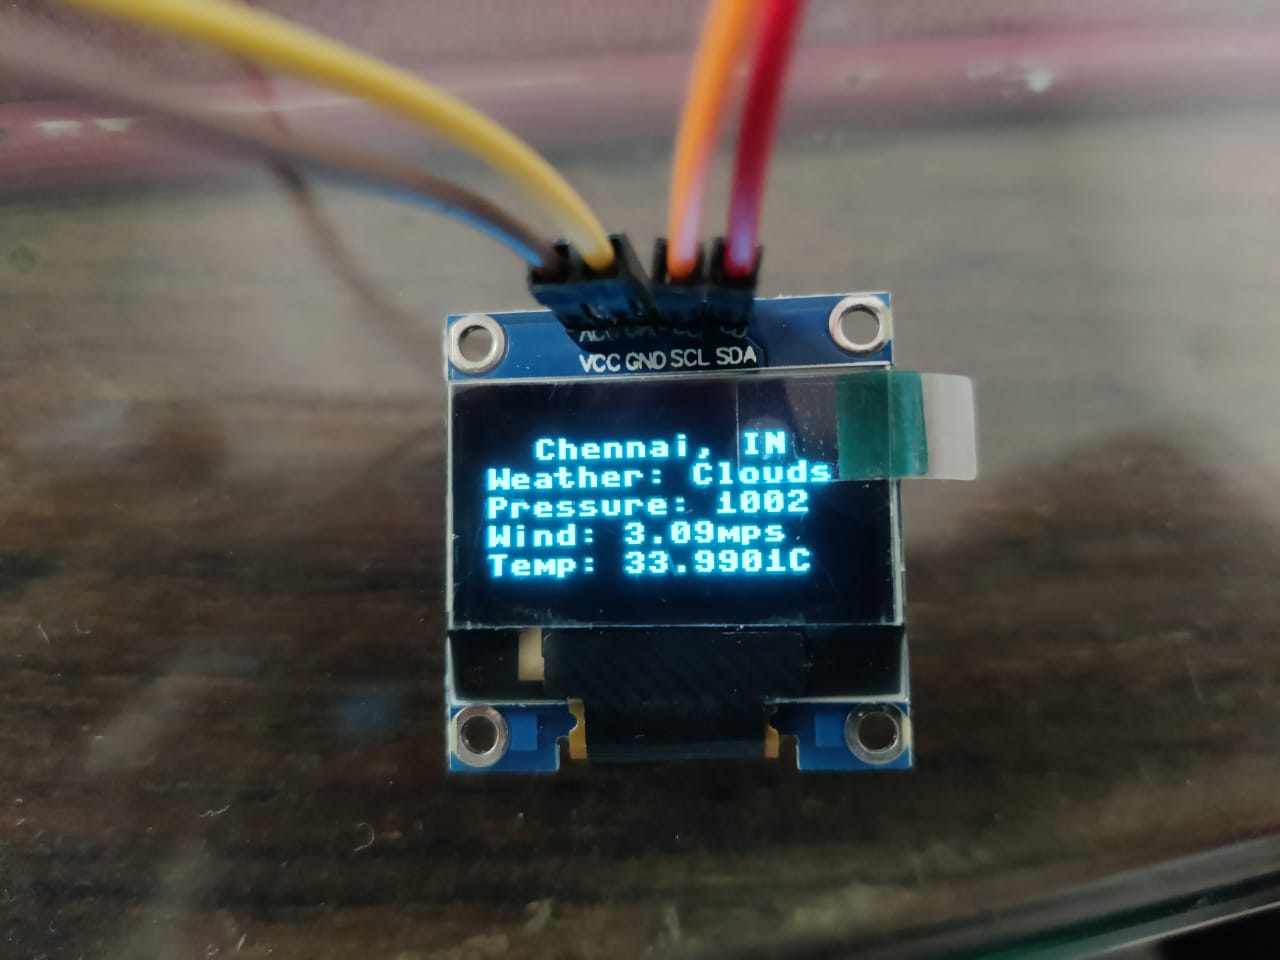 VCC GND SCL SDA
Chennai, IN
Weather: Clouds
Pressure: 1002
Wind: 3.09mps
Temp: 33.9901C